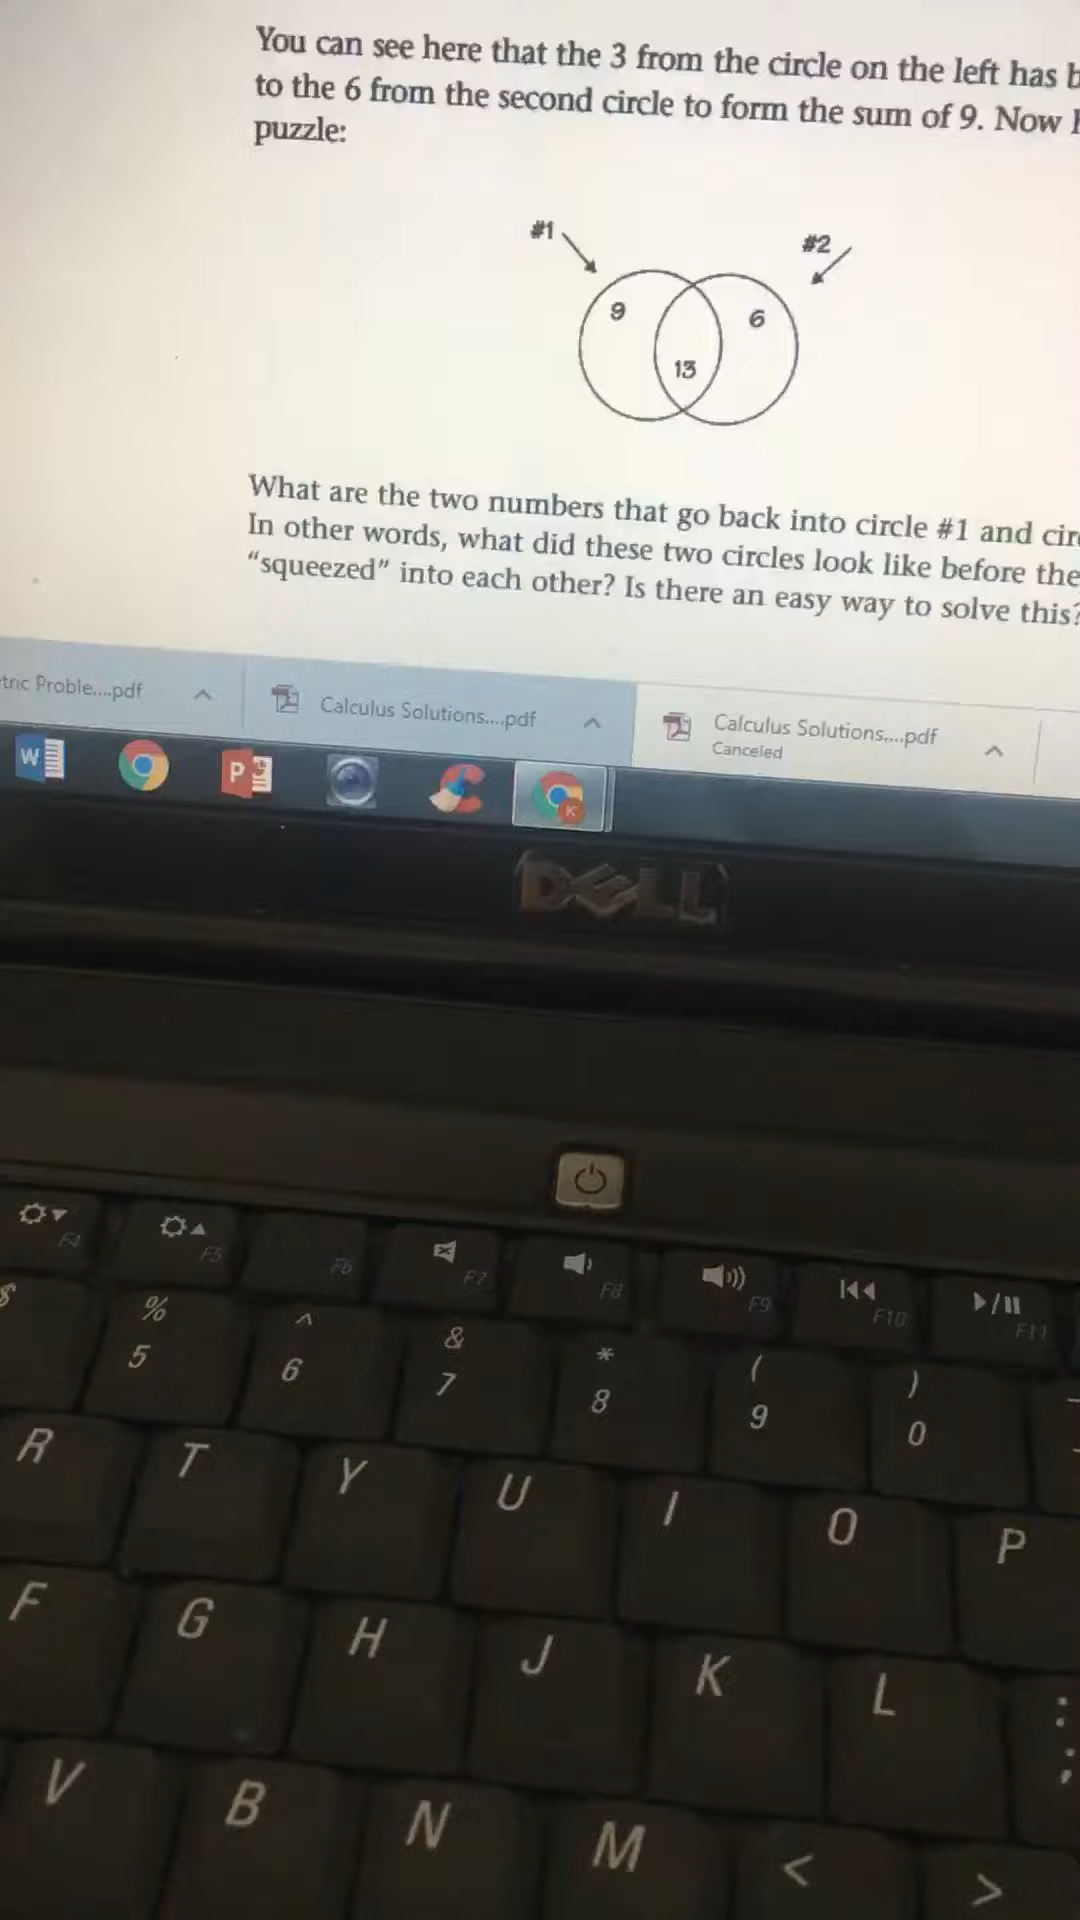 You can see here that the 3 from the circle on the left has
to the 6 from the second circle to form the sum of 9. Now
puzzle:
#1
#2
9
6
13
What are the two numbers that go back into circle #1 and
In other words, what did these two circles look like before
"squeezed" into each other? Is there an easy way to solve this?
Proble....pdf
Calculus Solutions....pdf
Calculus Solutions....pdf
Canceled
W
P
K
DELL
F4
F5
F6
F7
F8
F9
F10
F11
$
%
^
&
*
(
)
5
6
7
8
9
0
R
T
Y
U
I
O
P
F
G
H
J
K
L
:
;
V
B
N
M
<
>